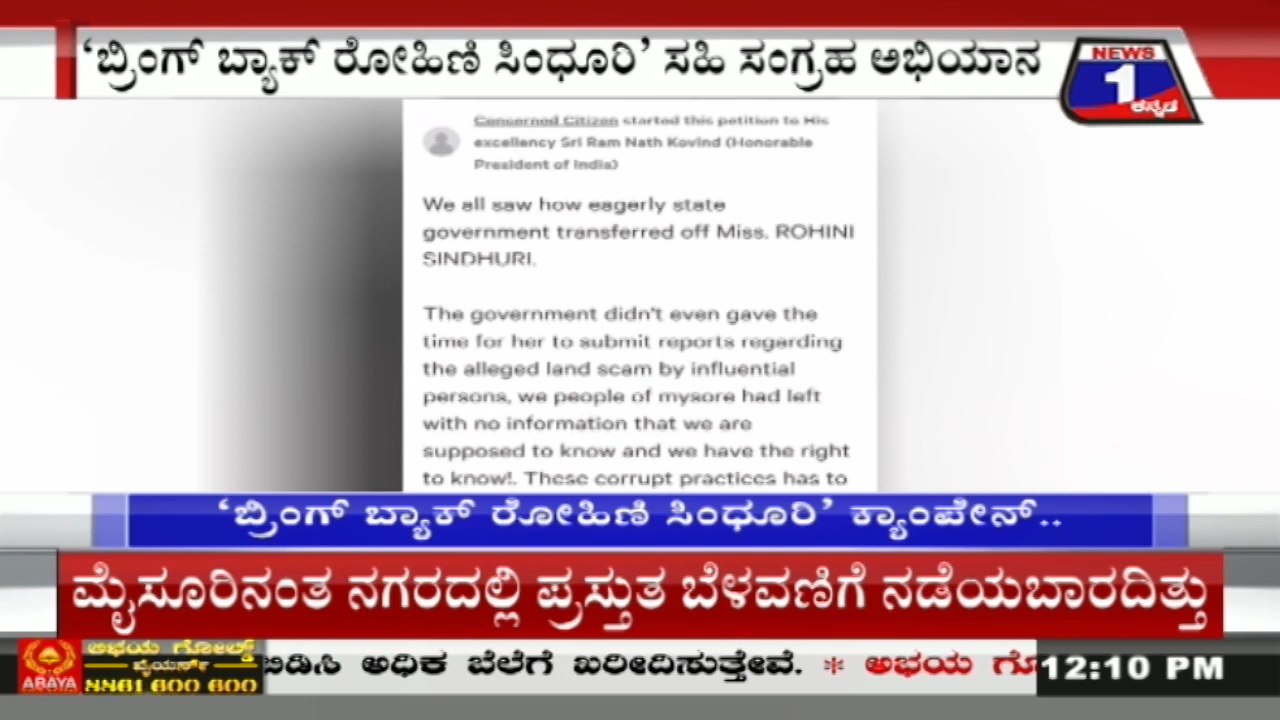 ‘ಬ್ರಿಂಗ್ ಬ್ಯಾಕ್ ರೋಹಿಣಿ ಸಿಂಧೂರಿ’ ಸಹಿ ಸಂಗ್ರಹ ಅಭಿಯಾನ
NEWS
1
ಕನ್ನಡ
Concerned Citizen started this petition to His
excellency Sri Ram Nath Kovind (Honorable
President of India)
We all saw how eagerly state
government transferred off Miss. ROHINI
SINDHURI.
The government didn't even gave the
time for her to submit reports regarding
the alleged land scam by influential
persons, we people of mysore had left
with no information that we are
supposed to know and we have the right
to know!. These corrupt practices has to
‘ಬ್ರಿಂಗ್ ಬ್ಯಾಕ್ ರೋಹಿಣಿ ಸಿಂಧೂರಿ’ ಕ್ಯಾಂಪೇನ್..
ಮೈಸೂರಿನಂತ ನಗರದಲ್ಲಿ ಪ್ರಸ್ತುತ ಬೆಳವಣಿಗೆ ನಡೆಯಬಾರದಿತ್ತು
ಅಭಯ ಗೋಲ್ಡ್
ಬೈಯರ್ಸ್
ABAYA 8861 600 600
ಬಿಡಿಸಿ ಅಧಿಕ ಬೆಲೆಗೆ ಖರೀದಿಸುತ್ತೇವೆ. * ಅಭಯ
12:10 PM